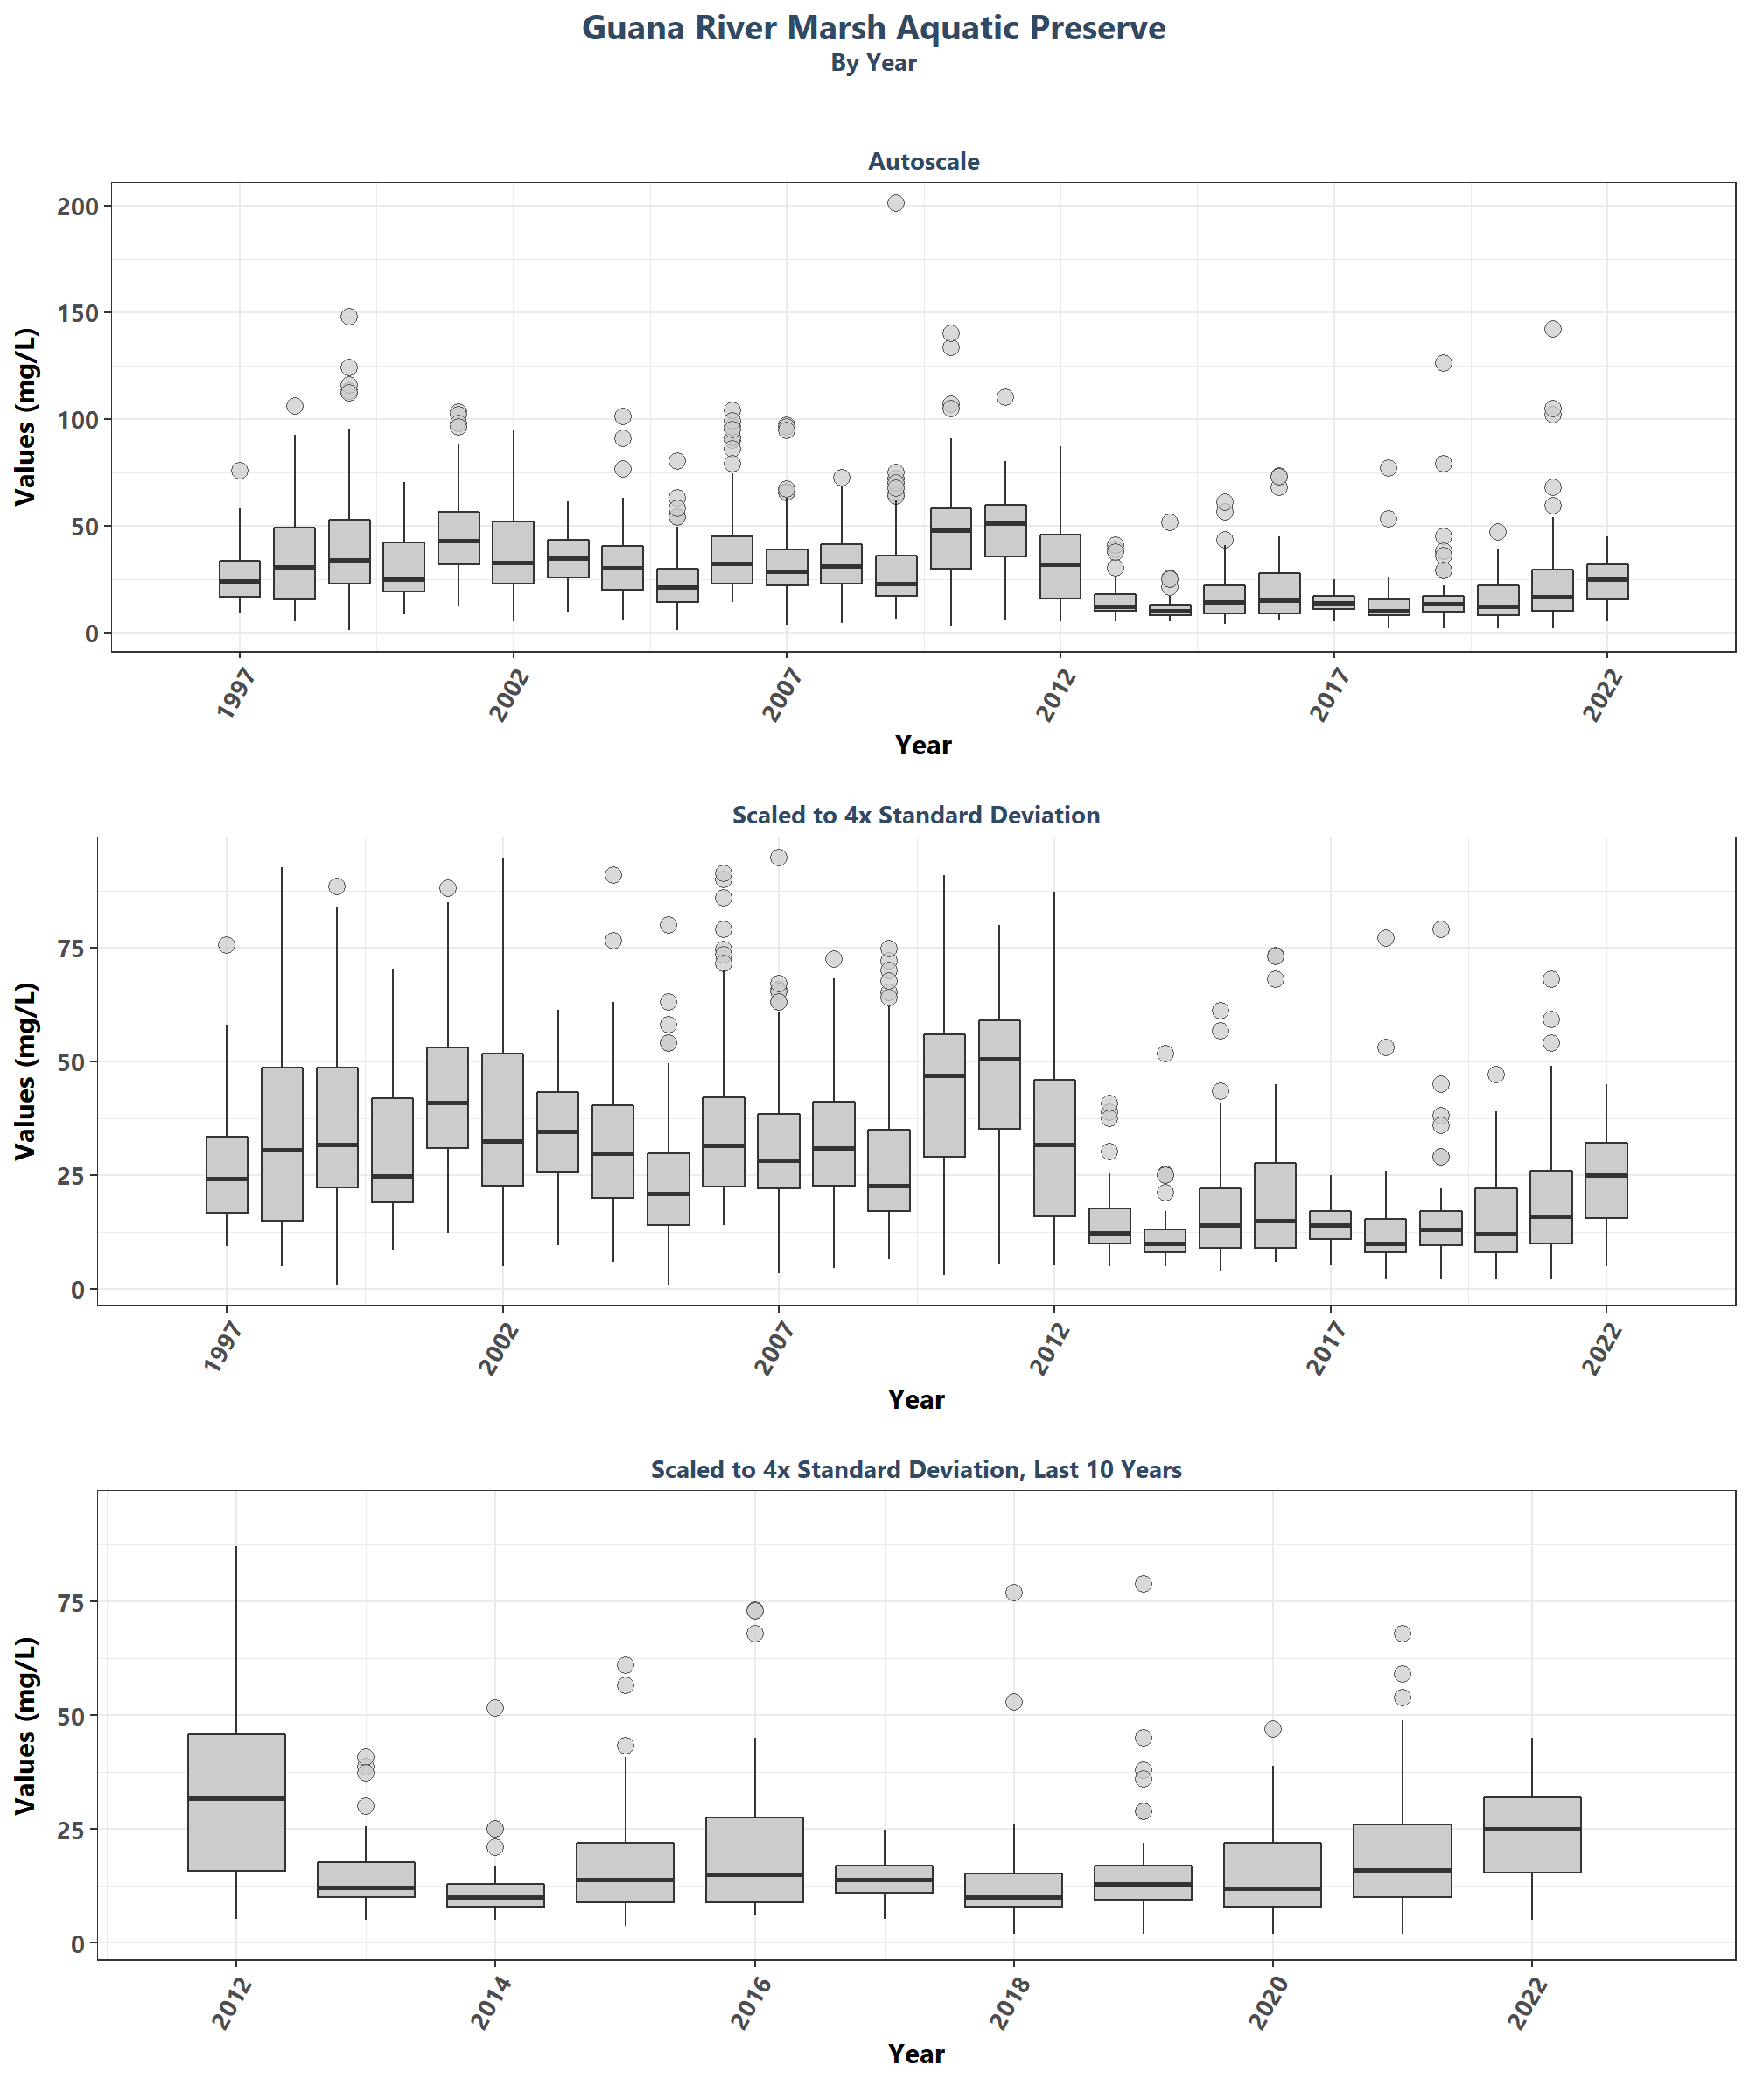 Guana River Marsh Aquatic Preserve
By Year
Autoscale
Values (mg/L)
200
150
100
50
0
1997 2002 2007 2012 2017 2022
Year
Scaled to 4x Standard Deviation
Values (mg/L)
75
50
25
0
1997 2002 2007 2012 2017 2022
Year
Scaled to 4x Standard Deviation, Last 10 Years
Values (mg/L)
75
50
25
0
2012 2014 2016 2018 2020 2022
Year